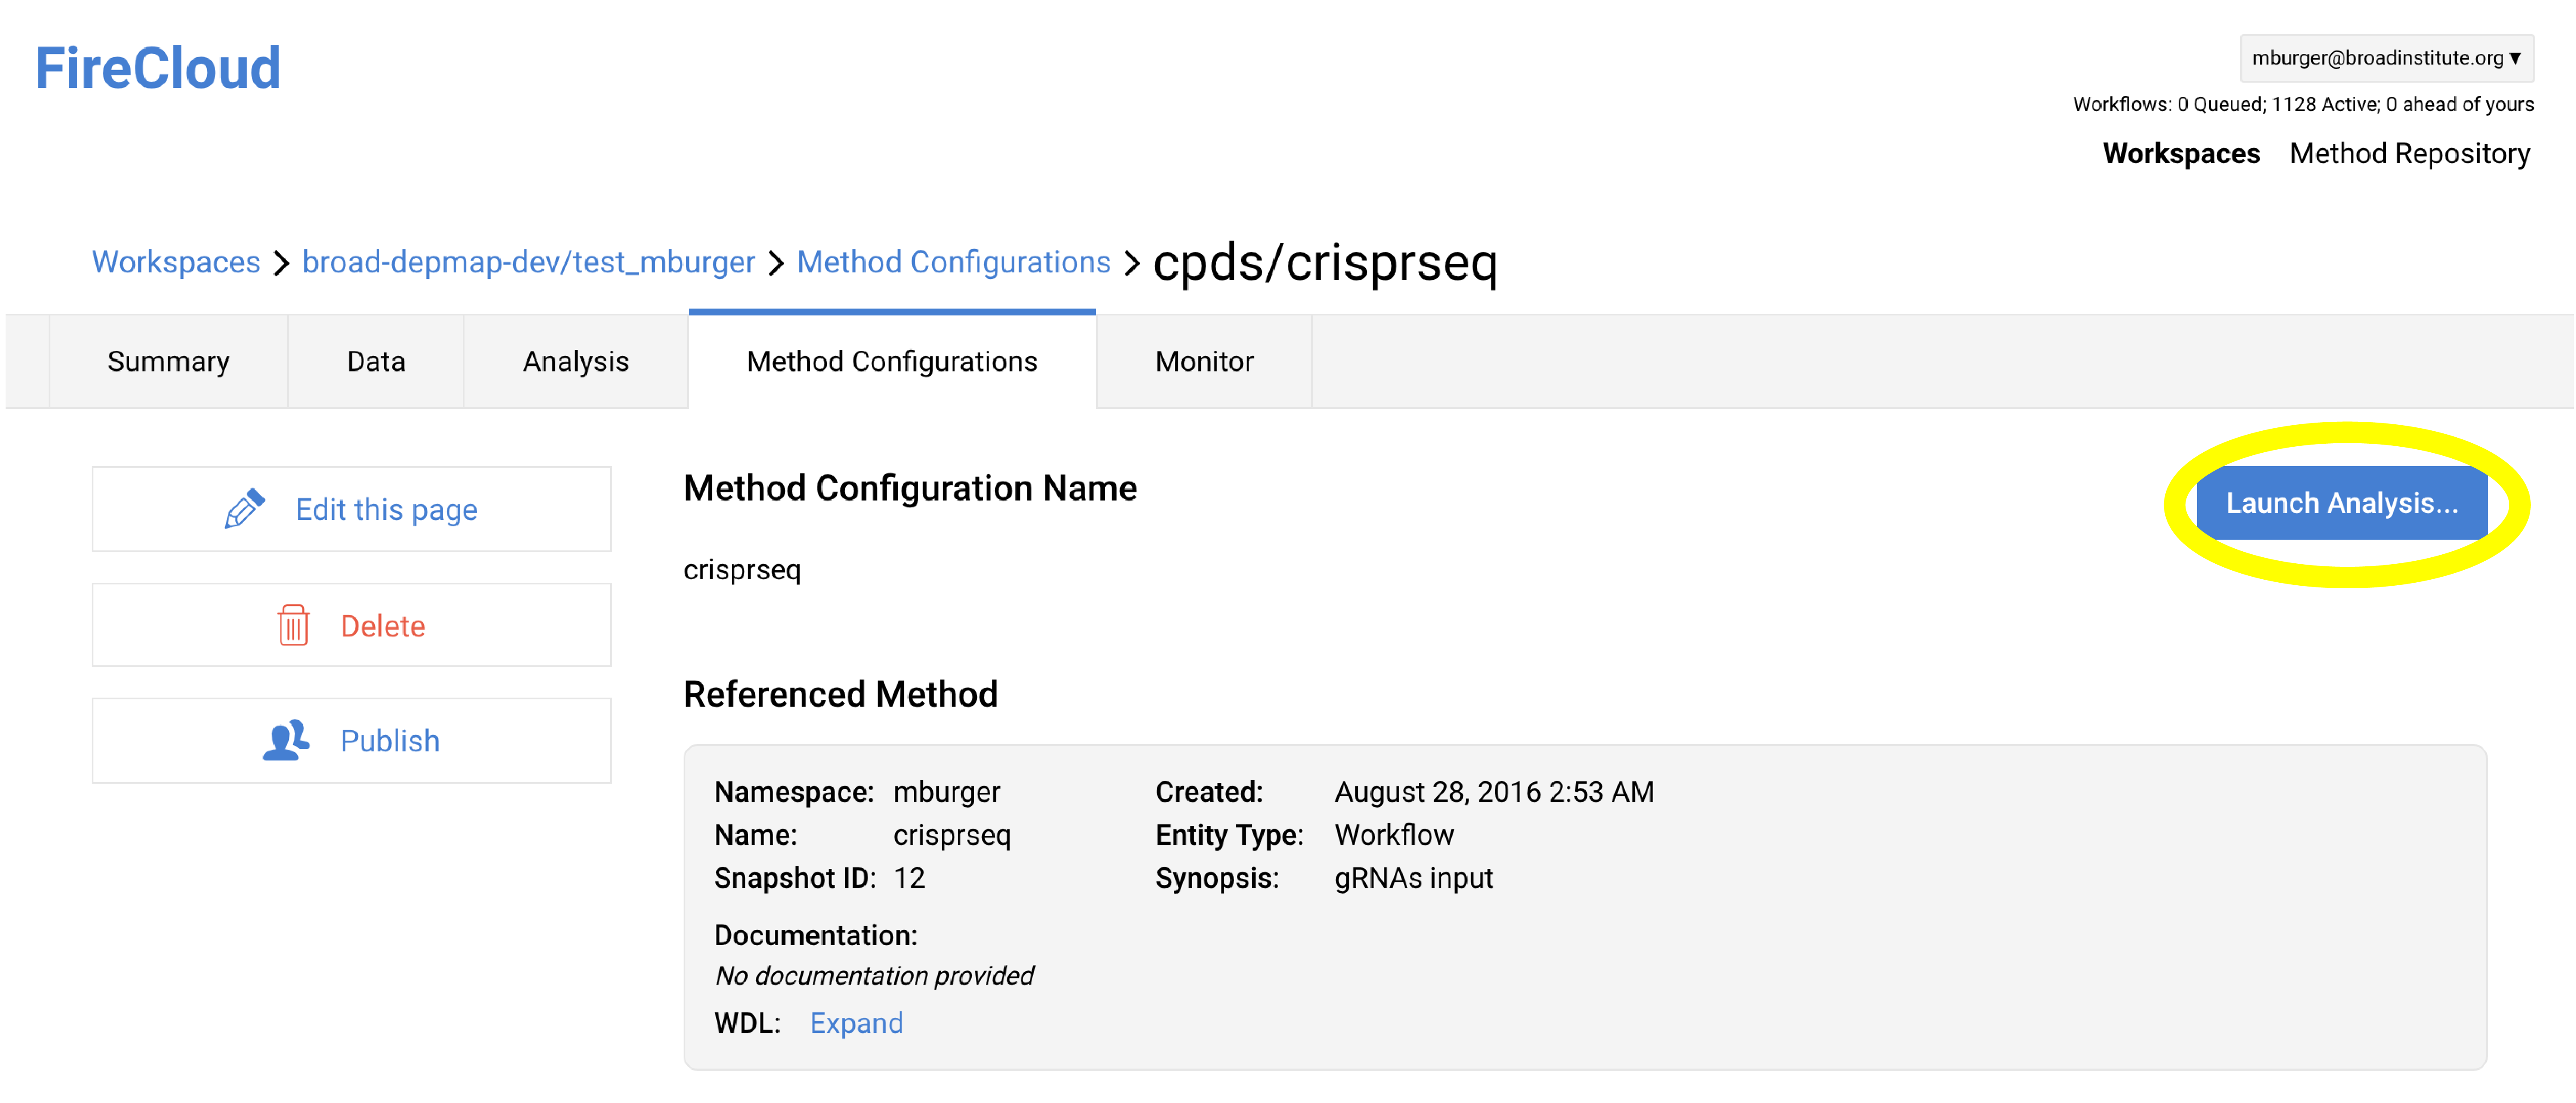 FireCloud
mburger@broadinstitute.org ▼
Workflows: 0 Queued; 1128 Active; 0 ahead of yours
Workspaces Method Repository
Workspaces > broad-depmap-dev/test_mburger > Method Configurations > cpds/crisprseq
Summary Data Analysis Method Configurations Monitor
Edit this page
Delete
Publish
Method Configuration Name
Launch Analysis...
crisprseq
Referenced Method
Namespace: mburger Created: August 28, 2016 2:53 AM
Name: crisprseq Entity Type: Workflow
Snapshot ID: 12 Synopsis: gRNAs input
Documentation:
No documentation provided
WDL: Expand